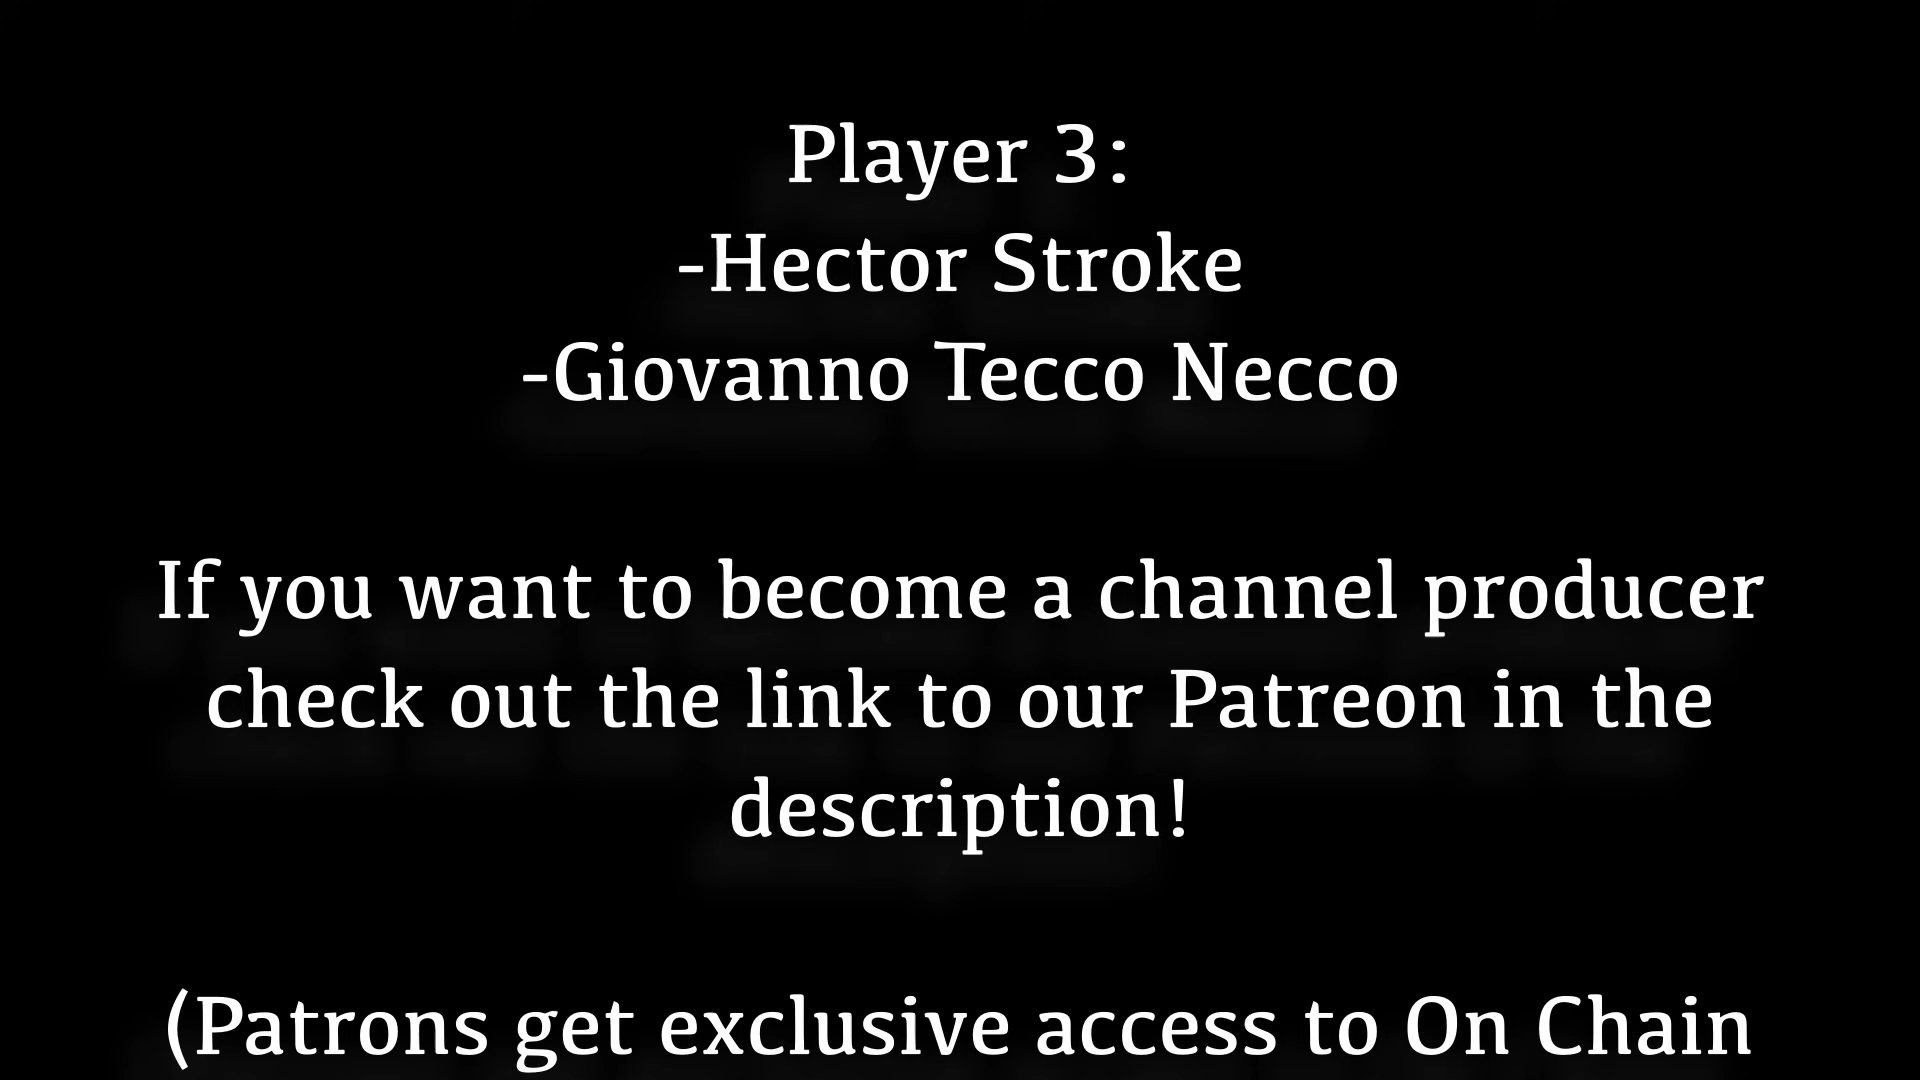 Player 3:
-Hector Stroke
-Giovanno Tecco Necco
If you want to become a channel producer
check out the link to our Patreon in the
description!
(Patrons get exclusive access to On Chain